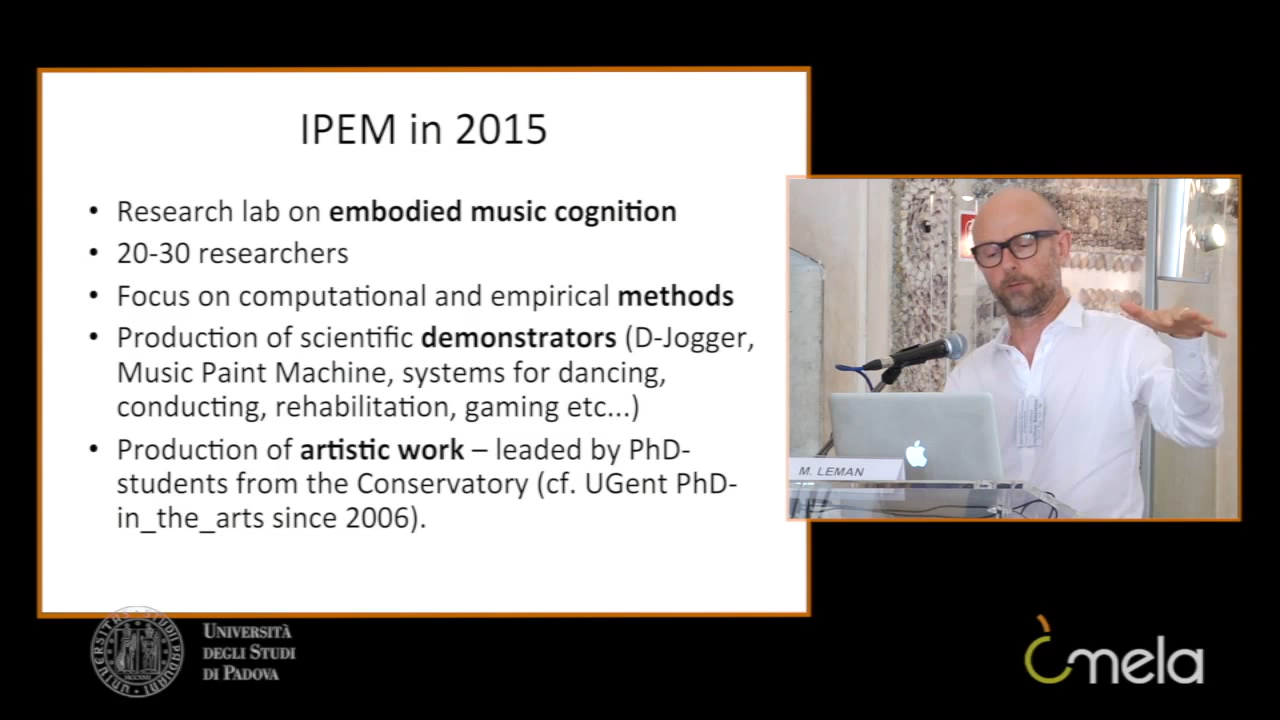 IPEM in 2015
• Research lab on embodied music cognition
• 20-30 researchers
• Focus on computational and empirical methods
• Production of scientific demonstrators (D-Jogger,
Music Paint Machine, systems for dancing,
conducting, rehabilitation, gaming etc...)
• Production of artistic work – leaded by PhD-
students from the Conservatory (cf. UGent PhD-
in_the_arts since 2006).
M. LEMAN
UNIVERSITÀ
DEGLI STUDI
DI PADOVA
mela